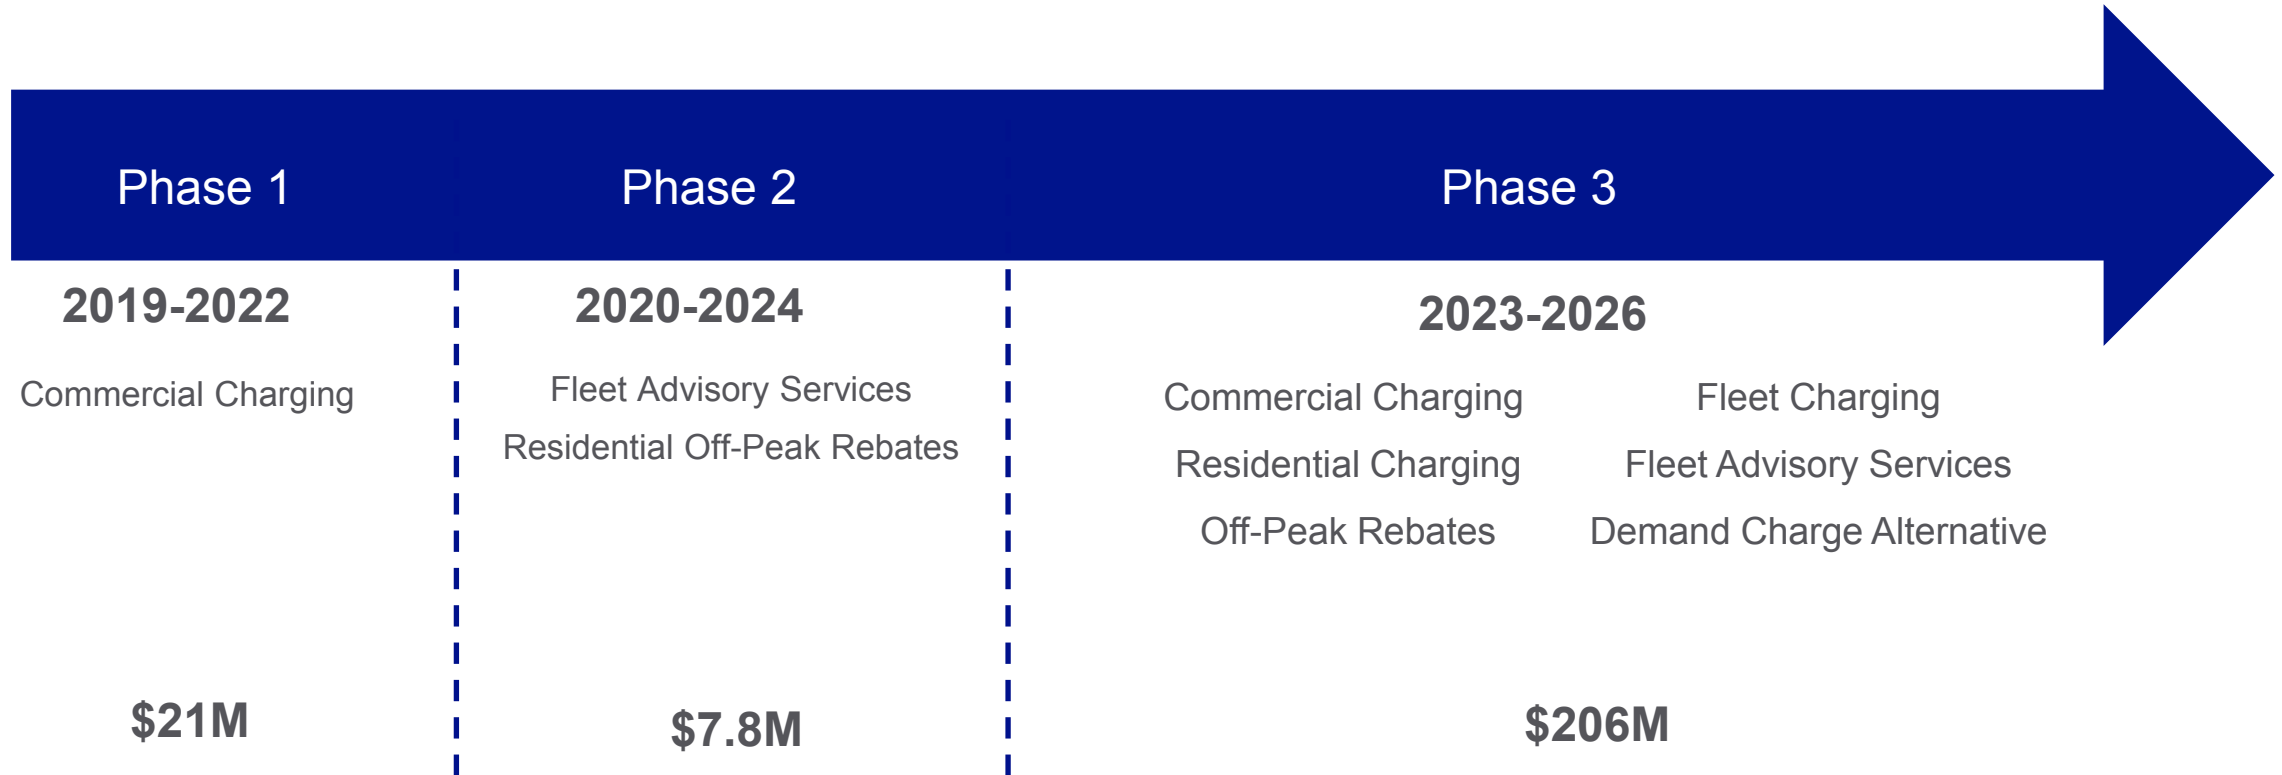 Phase 1
Phase 2
Phase 3
2019-2022
Commercial Charging
$21M
2020-2024
Fleet Advisory Services
Residential Off-Peak Rebates
$7.8M
2023-2026
Commercial Charging
Residential Charging
Off-Peak Rebates
Fleet Charging
Fleet Advisory Services
Demand Charge Alternative
$206M